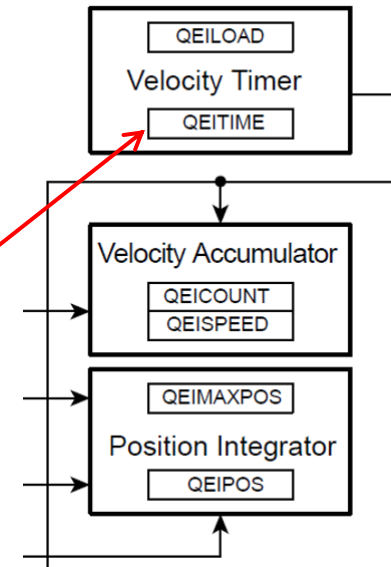 QEILOAD
Velocity Timer
QEITIME
Velocity Accumulator
QEICOUNT
QEISPEED
QEIMAXPOS
Position Integrator
QEIPOS